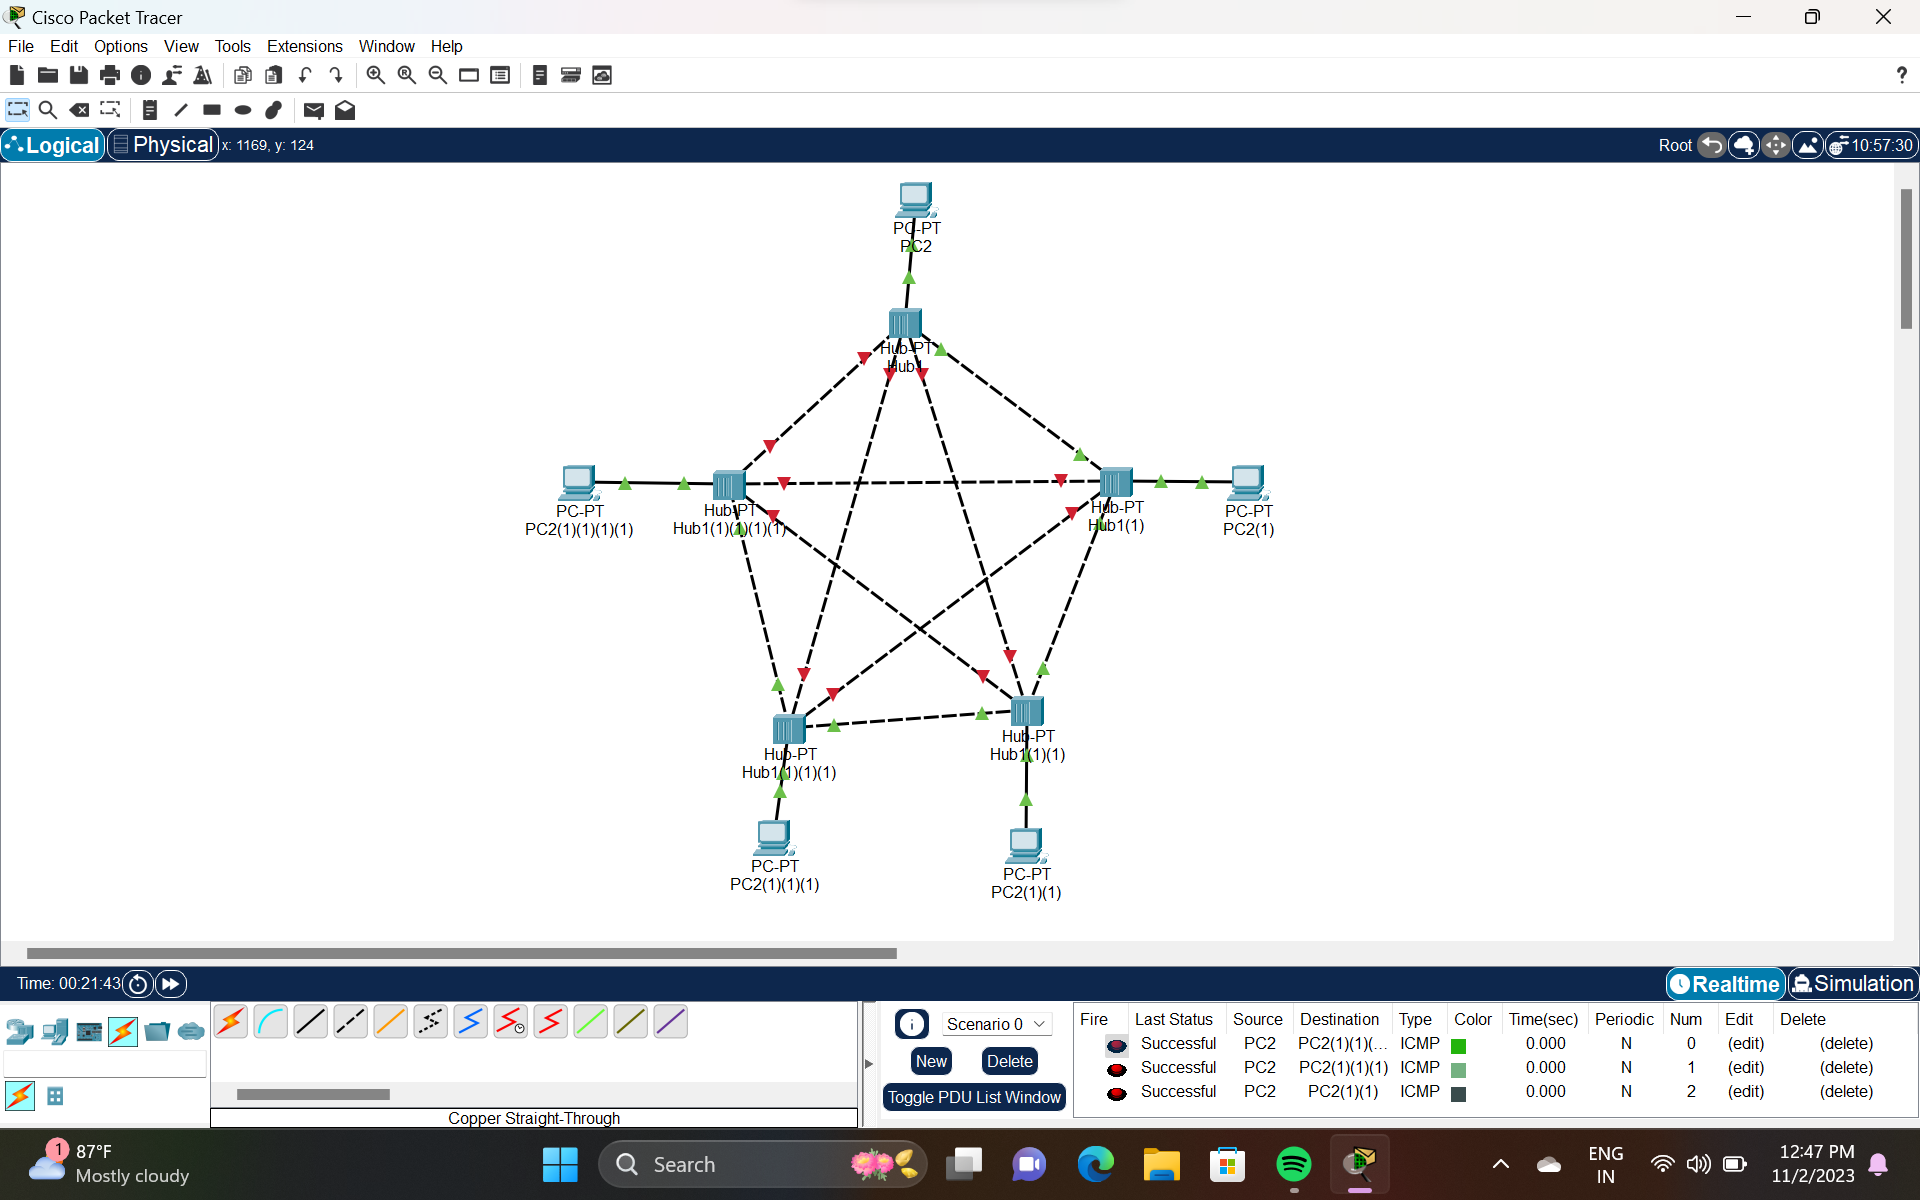 Cisco Packet Tracer
File Edit Options View Tools Extensions Window Help
?
Logical Physical x: 1169, y: 124 Root 10:57:30
PC-PT
PC2
Hub-PT
Hub1
PC-PT
PC2(1)(1)(1)(1)
Hub-PT
Hub1(1)(1)(1)(1)
Hub-PT
Hub1(1)
PC-PT
PC2(1)
Hub-PT
Hub1(1)(1)(1)
Hub-PT
Hub1(1)(1)
PC-PT
PC2(1)(1)(1)
PC-PT
PC2(1)(1)
Time: 00:21:43 Realtime Simulation
Scenario 0
New Delete
Toggle PDU List Window
Fire Last Status Source Destination Type Color Time(sec) Periodic Num Edit Delete
Successful PC2 PC2(1)(1)(... ICMP 0.000 N 0 (edit) (delete)
Successful PC2 PC2(1)(1)(1) ICMP 0.000 N 1 (edit) (delete)
Successful PC2 PC2(1)(1) ICMP 0.000 N 2 (edit) (delete)
Copper Straight-Through
1 87°F
Mostly cloudy
Search
ENG
IN
12:47 PM
11/2/2023